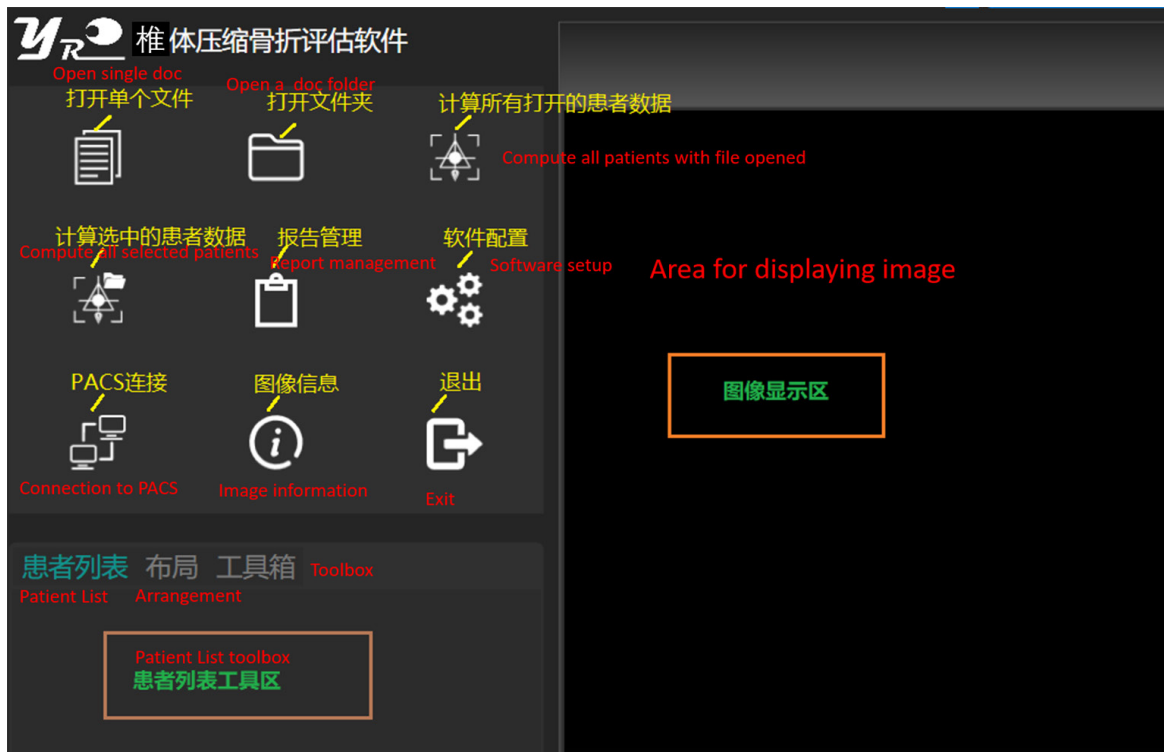 YR 椎体压缩骨折评估软件
Open single doc
Open a doc folder
打开单个文件
打开文件夹
计算所有打开的患者数据
Compute all patients with file opened
计算选中的患者数据
报告管理
软件配置
Compute all selected patients
Report management
Software setup
Area for displaying image
PACS连接
图像信息
退出
图像显示区
Connection to PACS
Image information
Exit
患者列表 布局 工具箱 Toolbox
Patient List Arrangement
Patient List toolbox
患者列表工具区